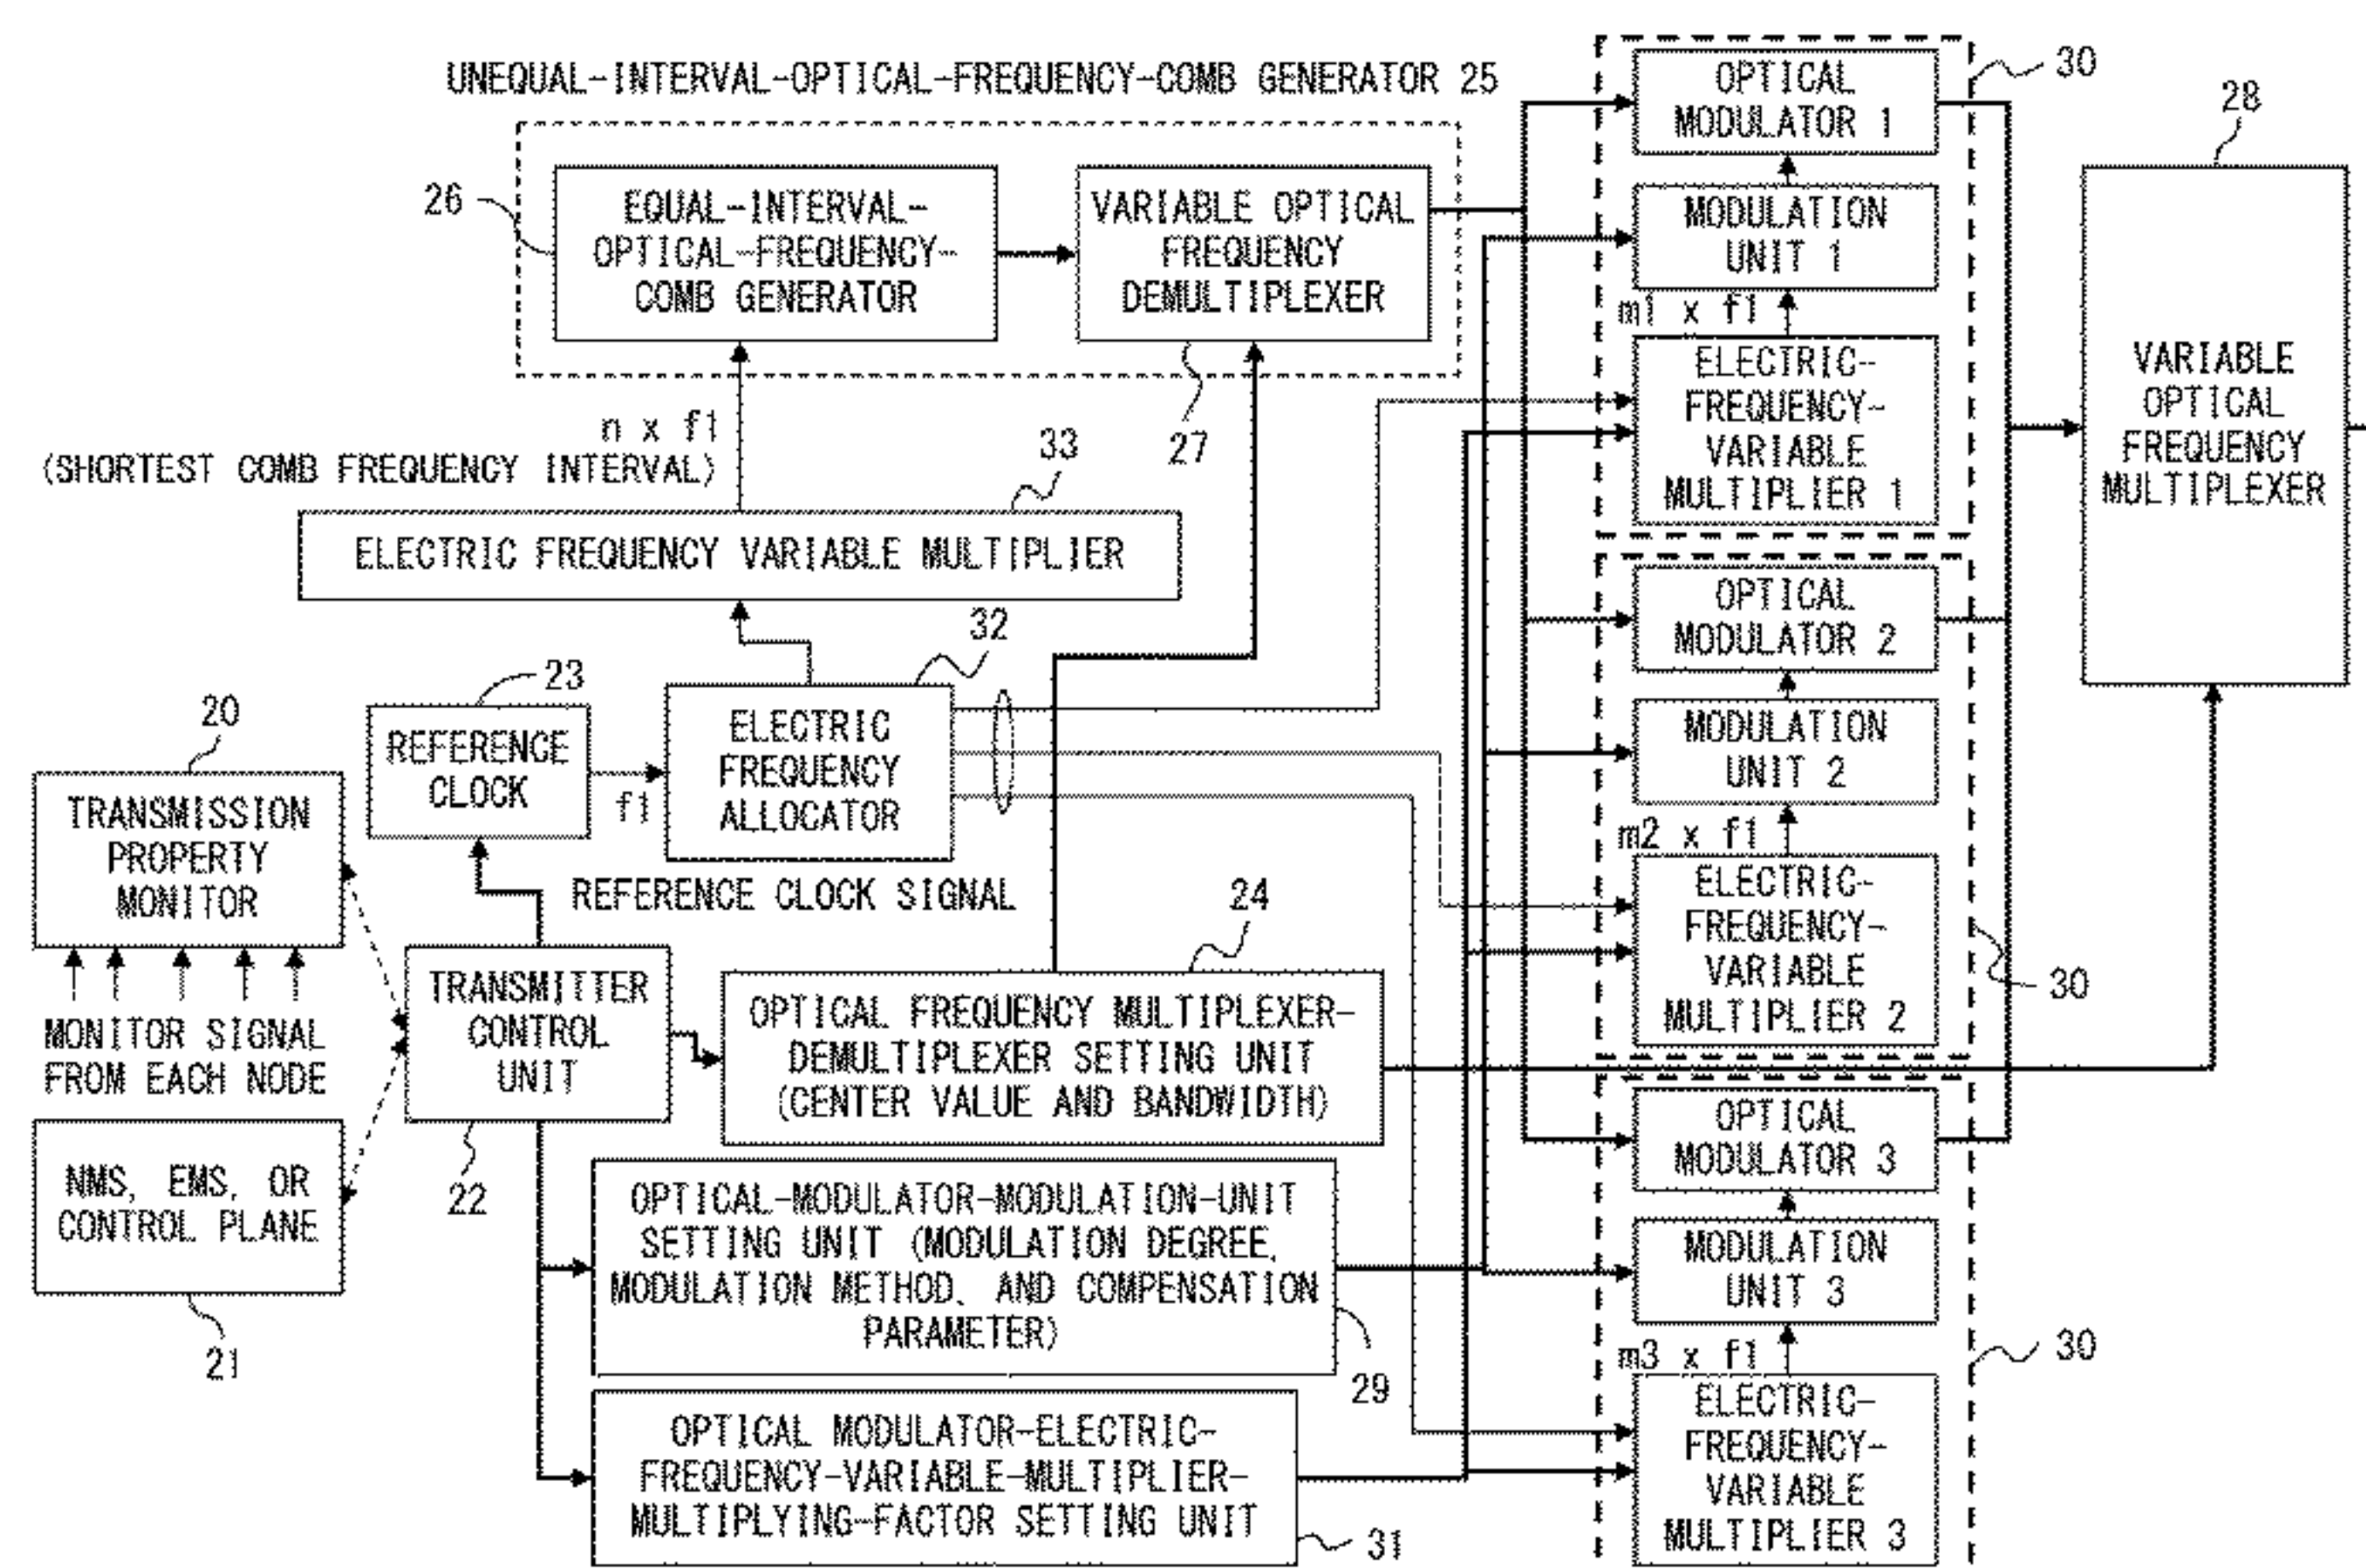 UNEQUAL-INTERVAL-OPTICAL-FREQUENCY-COMB GENERATOR 25
26
EQUAL-INTERVAL-
OPTICAL-FREQUENCY-
COMB GENERATOR
VARIABLE OPTICAL
FREQUENCY
DEMULTIPLEXER
27
n x f1
(SHORTEST COMB FREQUENCY INTERVAL)
33
ELECTRIC FREQUENCY VARIABLE MULTIPLIER
32
23
REFERENCE
CLOCK
f1
ELECTRIC
FREQUENCY
ALLOCATOR
REFERENCE CLOCK SIGNAL
20
TRANSMISSION
PROPERTY
MONITOR
MONITOR SIGNAL
FROM EACH NODE
NMS, EMS, OR
CONTROL PLANE
21
TRANSMITTER
CONTROL
UNIT
22
24
OPTICAL FREQUENCY MULTIPLEXER-
DEMULTIPLEXER SETTING UNIT
(CENTER VALUE AND BANDWIDTH)
OPTICAL-MODULATOR-MODULATION-UNIT
SETTING UNIT (MODULATION DEGREE,
MODULATION METHOD, AND COMPENSATION
PARAMETER)
29
OPTICAL MODULATOR-ELECTRIC-
FREQUENCY-VARIABLE-MULTIPLIER-
MULTIPLYING-FACTOR SETTING UNIT
31
30
OPTICAL
MODULATOR 1
MODULATION
UNIT 1
m1 x f1
ELECTRIC-
FREQUENCY-
VARIABLE
MULTIPLIER 1
OPTICAL
MODULATOR 2
MODULATION
UNIT 2
m2 x f1
ELECTRIC-
FREQUENCY-
VARIABLE
MULTIPLIER 2
30
OPTICAL
MODULATOR 3
MODULATION
UNIT 3
m3 x f1
ELECTRIC-
FREQUENCY-
VARIABLE
MULTIPLIER 3
30
28
VARIABLE
OPTICAL
FREQUENCY
MULTIPLEXER